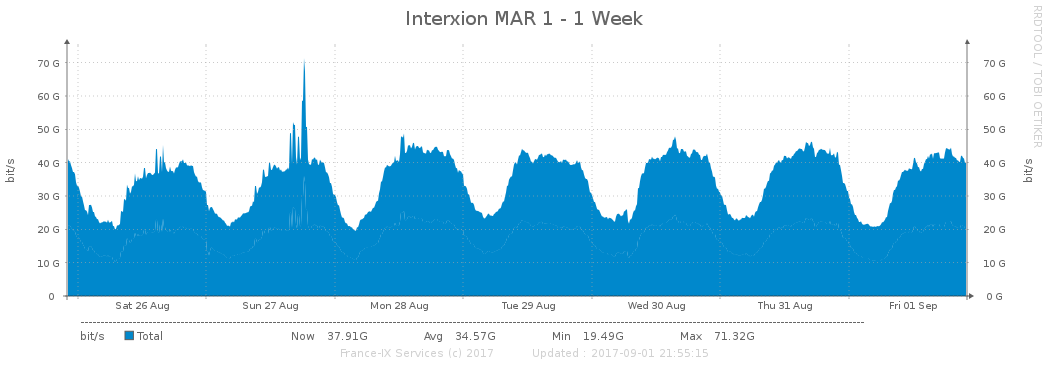 Interxion MAR 1 - 1 Week
RRDTOOL / TOBI OETIKER
bit/s
70 G 70 G
60 G 60 G
50 G 50 G
40 G 40 G
30 G 30 G
20 G 20 G
10 G 10 G
0 0 G
bit/s
Sat 26 Aug Sun 27 Aug Mon 28 Aug Tue 29 Aug Wed 30 Aug Thu 31 Aug Fri 01 Sep
bit/s Total Now 37.91G Avg 34.57G Min 19.49G Max 71.32G
France-IX Services (c) 2017 Updated : 2017-09-01 21:55:15